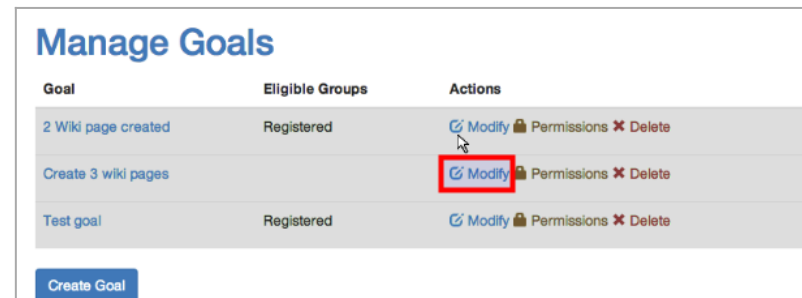 Manage Goals
Goal Eligible Groups Actions
2 Wiki page created Registered Modify Permissions Delete
Create 3 wiki pages Modify Permissions Delete
Test goal Registered Modify Permissions Delete
Create Goal